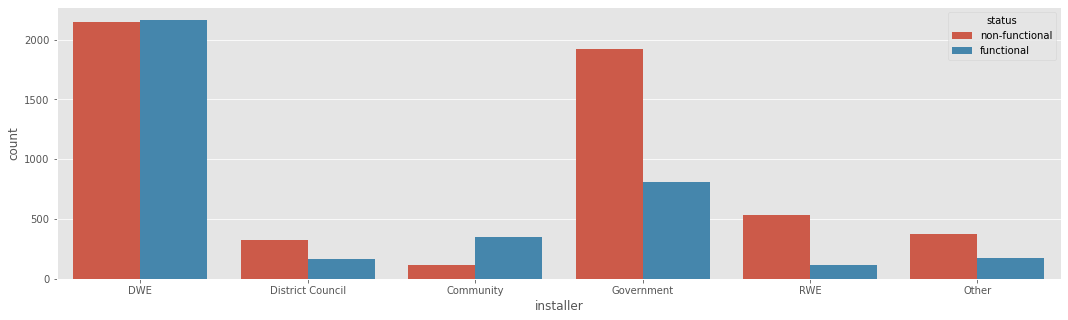 status
non-functional
functional
2000
1500
1000
500
0
count
DWE District Council Community Government RWE Other
installer